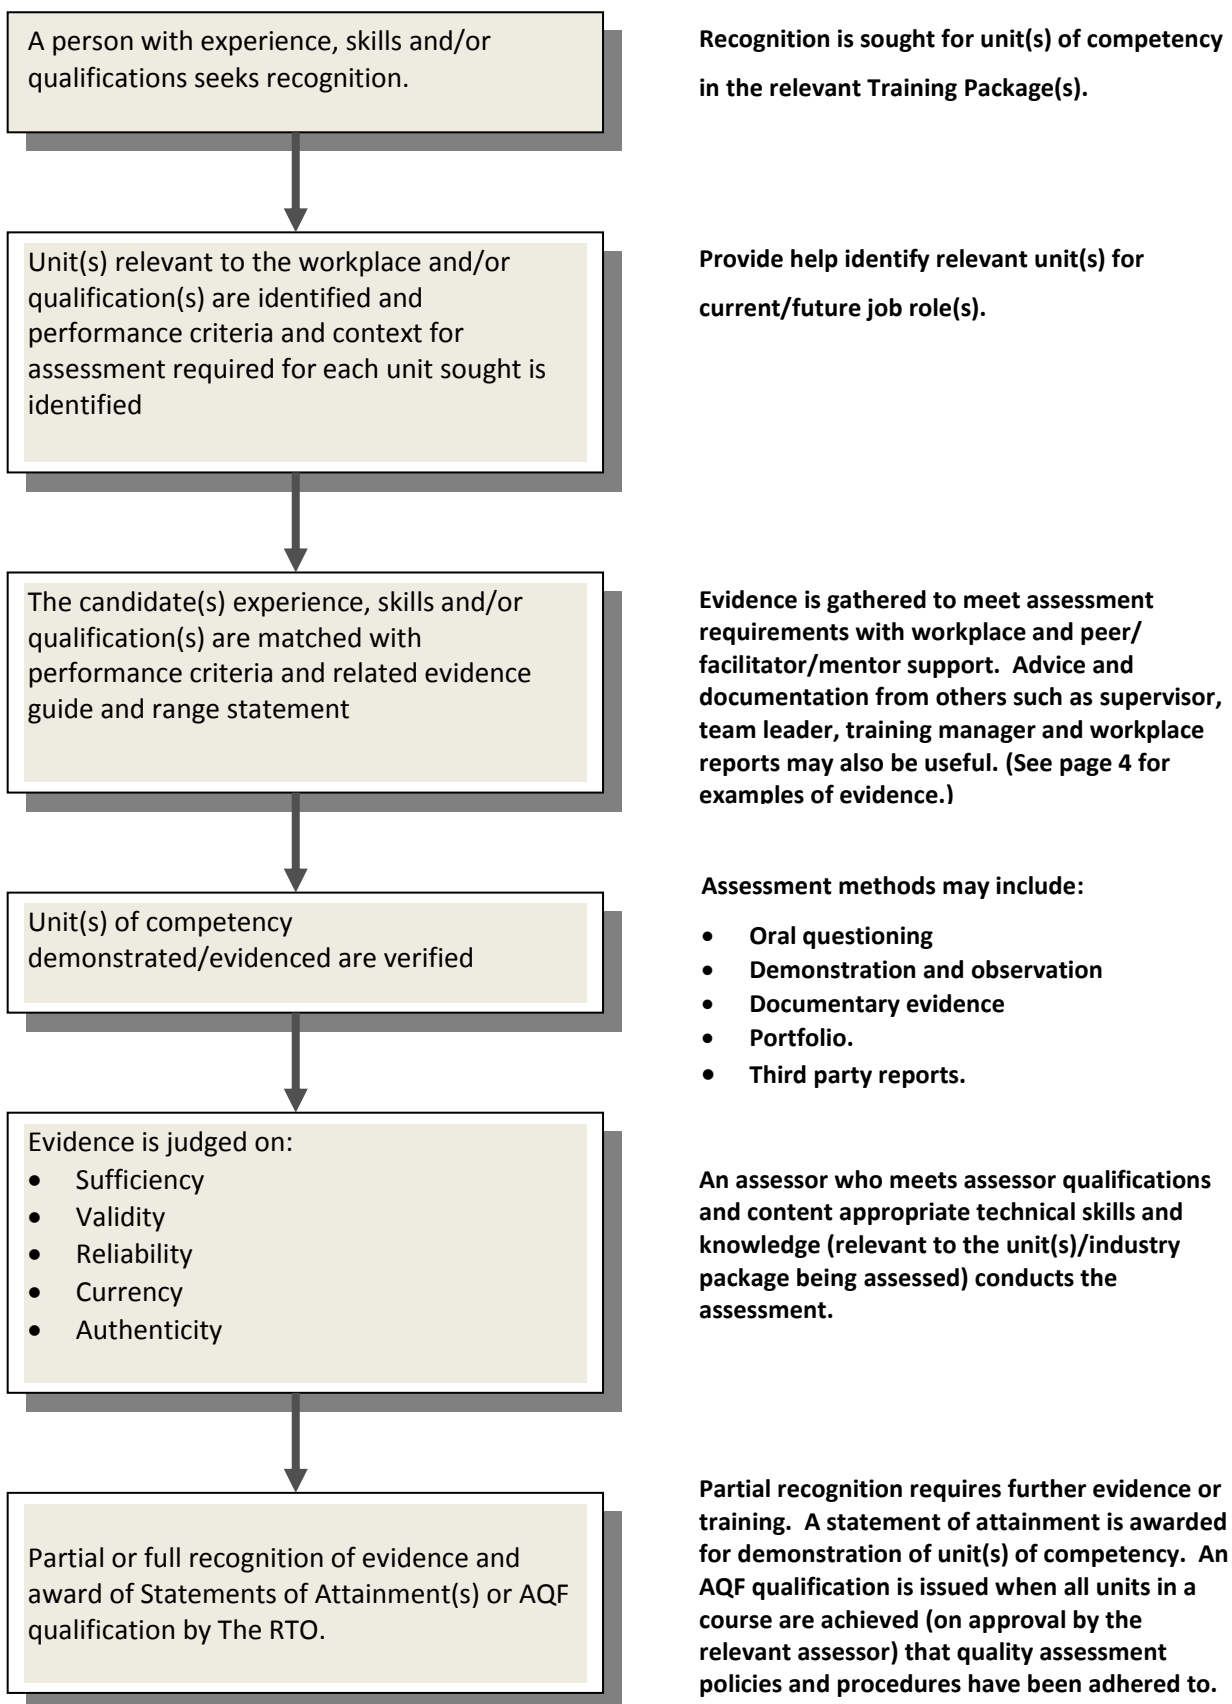 A person with experience, skills and/or
qualifications seeks recognition.
Recognition is sought for unit(s) of competency
in the relevant Training Package(s).
Unit(s) relevant to the workplace and/or
qualification(s) are identified and
performance criteria and context for
assessment required for each unit sought is
identified
Provide help identify relevant unit(s) for
current/future job role(s).
The candidate(s) experience, skills and/or
qualification(s) are matched with
performance criteria and related evidence
guide and range statement
Evidence is gathered to meet assessment
requirements with workplace and peer/
facilitator/mentor support.  Advice and
documentation from others such as supervisor,
team leader, training manager and workplace
reports may also be useful. (See page 4 for
examples of evidence.)
Unit(s) of competency
demonstrated/evidenced are verified
Assessment methods may include:
• Oral questioning
• Demonstration and observation
• Documentary evidence
• Portfolio.
• Third party reports.
Evidence is judged on:
• Sufficiency
• Validity
• Reliability
• Currency
• Authenticity
An assessor who meets assessor qualifications
and content appropriate technical skills and
knowledge (relevant to the unit(s)/industry
package being assessed) conducts the
assessment.
Partial or full recognition of evidence and
award of Statements of Attainment(s) or AQF
qualification by The RTO.
Partial recognition requires further evidence or
training.  A statement of attainment is awarded
for demonstration of unit(s) of competency.  An
AQF qualification is issued when all units in a
course are achieved (on approval by the
relevant assessor) that quality assessment
policies and procedures have been adhered to.